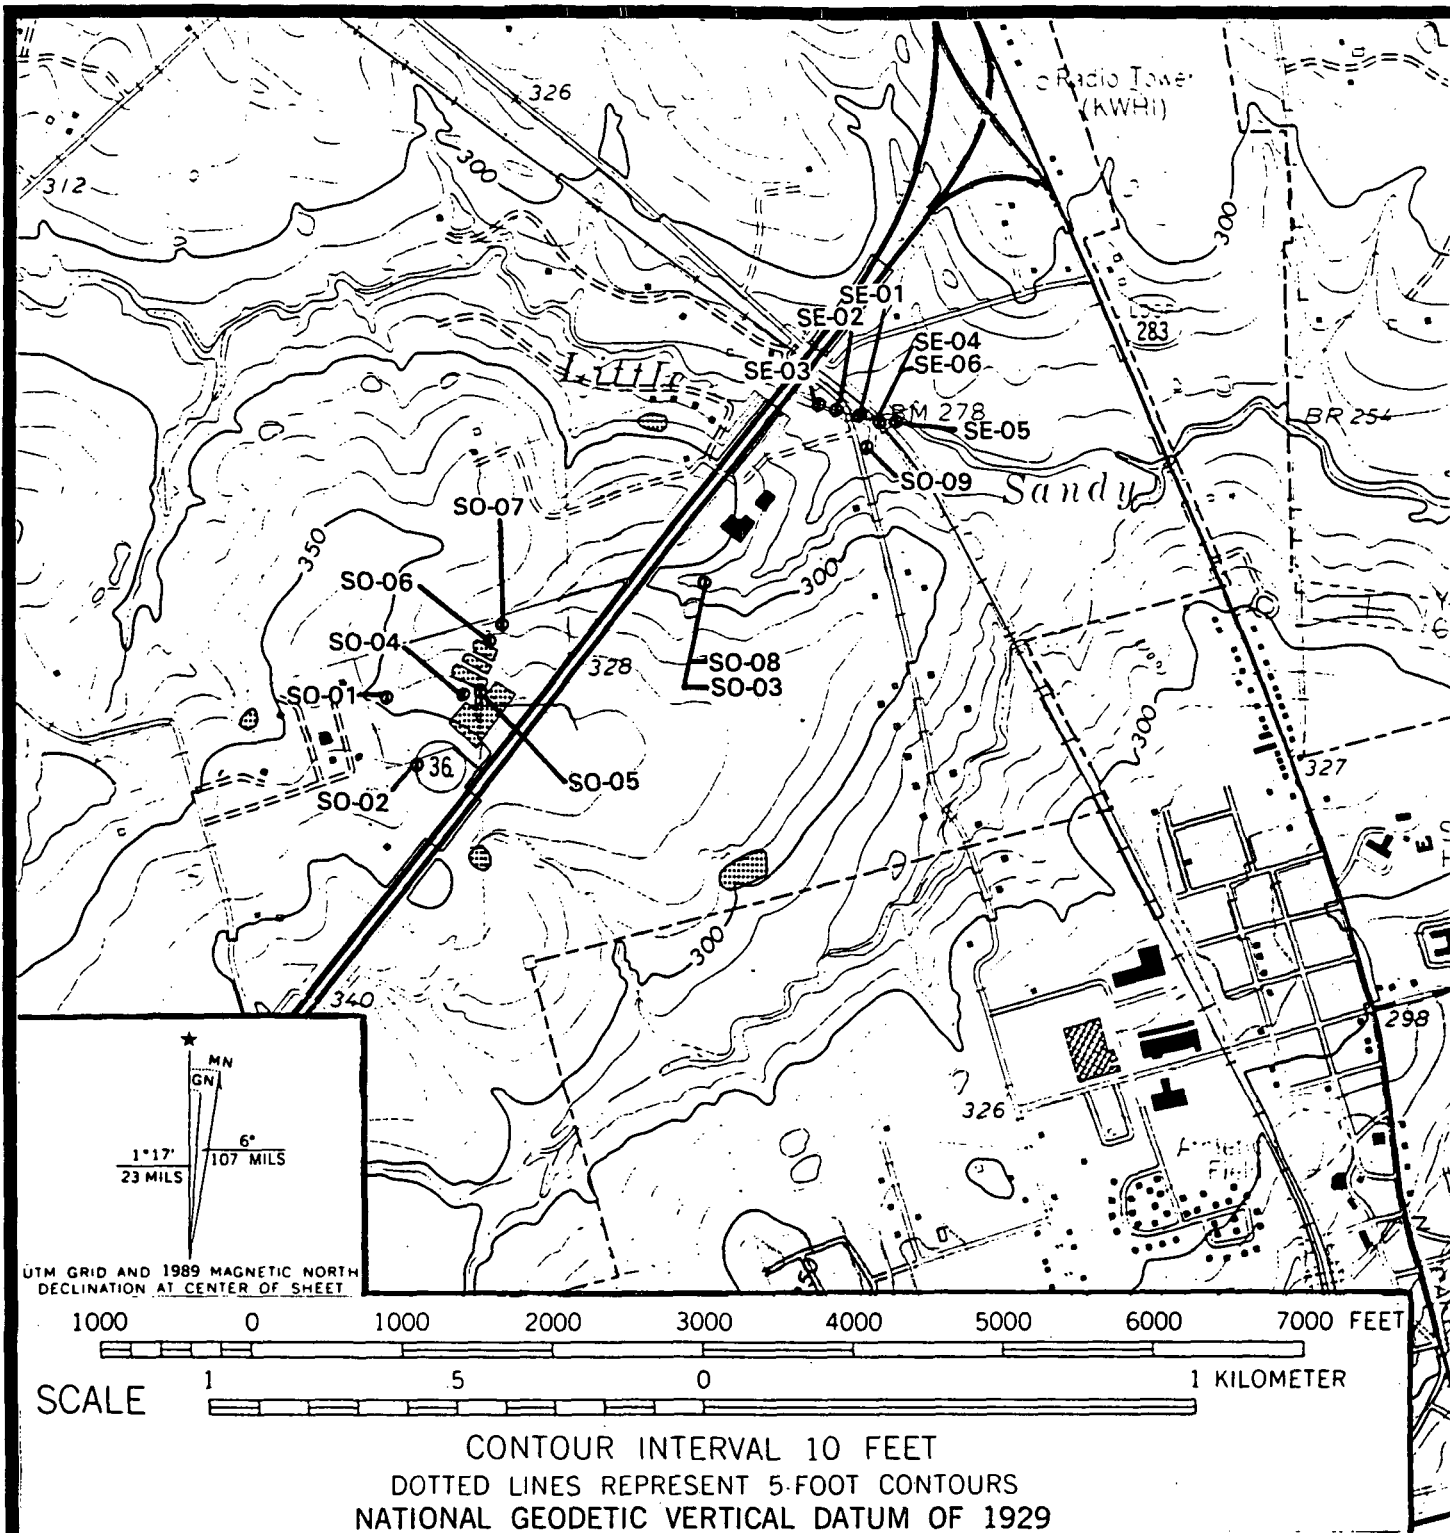 326
Radio Tower
(KWHI)
300
312
300
SE-01
SE-02
283
SE-04
SE-06
SE-03
Little
BM 278
BR 254
SE-05
SO-09
Sandy
SO-07
350
300
SO-06
SO-04
328
SO-08
SO-03
SO-01
300
327
36
SO-05
SO-02
E
300
340
298
326
MN
GN
1°17'
23 MILS
6°
107 MILS
UTM GRID AND 1989 MAGNETIC NORTH
DECLINATION AT CENTER OF SHEET
1000 0 1000 2000 3000 4000 5000 6000 7000 FEET
SCALE
1 .5 0 1 KILOMETER
CONTOUR INTERVAL 10 FEET
DOTTED LINES REPRESENT 5-FOOT CONTOURS
NATIONAL GEODETIC VERTICAL DATUM OF 1929